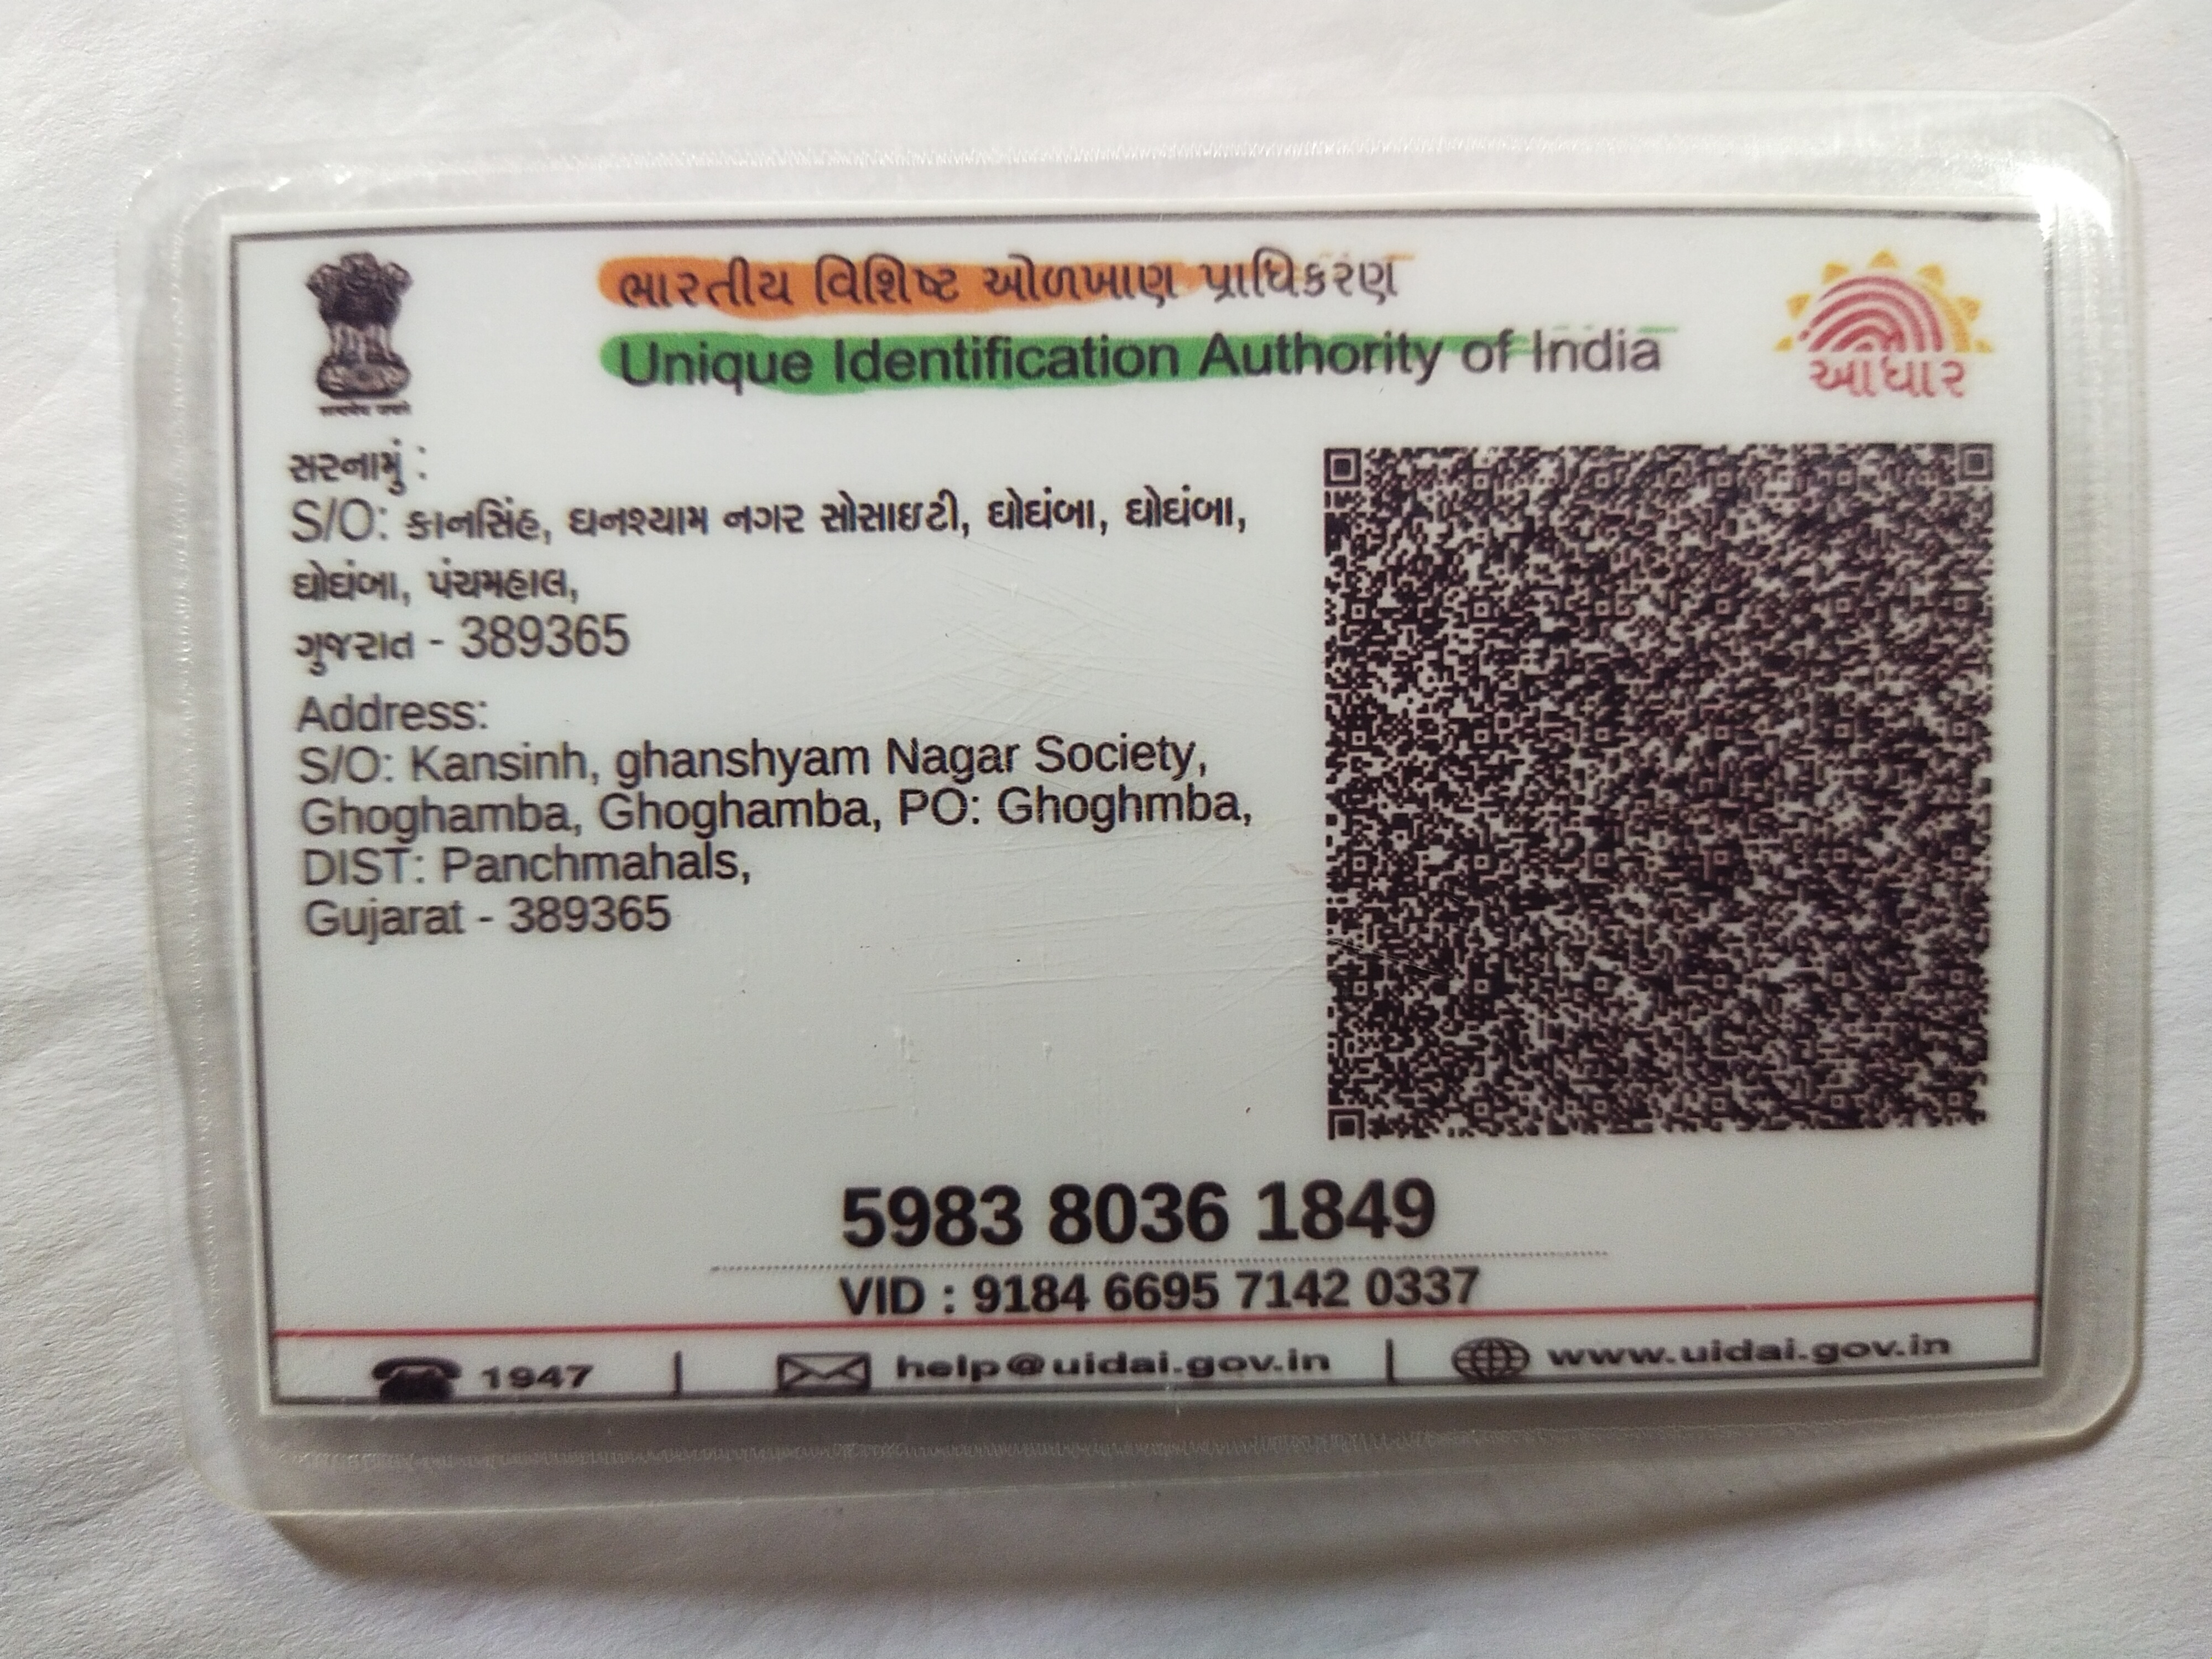 ભારતીય વિશિષ્ટ ઓળખાણ પ્રાધિકરણ
Unique Identification Authority of India
આધાર
સરનામું :
S/O: કાનસિંહ, ઘનશ્યામ નગર સોસાઇટી, ઘોઘંબા, ઘોઘંબા,
ઘોઘંબા, પંચમહાલ,
ગુજરાત - 389365
Address:
S/O: Kansinh, ghanshyam Nagar Society,
Ghoghamba, Ghoghamba, PO: Ghoghmba,
DIST: Panchmahals,
Gujarat - 389365
5983 8036 1849
VID : 9184 6695 7142 0337
1947 | help@uidai.gov.in | www.uidai.gov.in